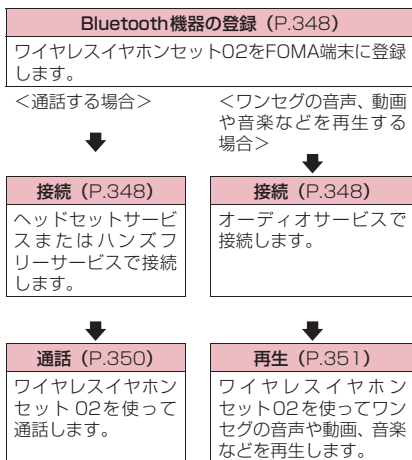 Bluetooth機器の登録（P.348）
ワイヤレスイヤホンセット02をFOMA端末に登録
します。
＜通話する場合＞
＜ワンセグの音声、動画
や音楽などを再生する
場合＞
接続（P.348）
ヘッドセットサービ
スまたはハンズフ
リーサービスで接続
します。
接続（P.348）
オーディオサービスで
接続します。
通話（P.350）
ワイヤレスイヤホン
セット 02を使って
通話します。
再生（P.351）
ワイヤレスイヤホン
セット02を使ってワン
セグの音声や動画、音楽
などを再生します。